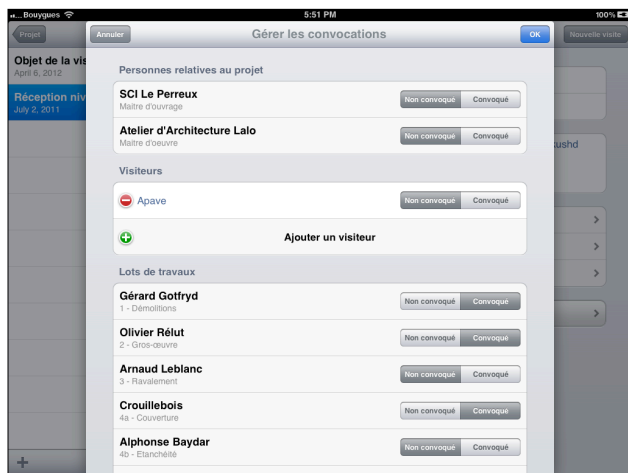 ... Bouygues
5:51 PM
100%
Projet
Annuler
Gérer les convocations
OK
Nouvelle visite
Objet de la vis
April 6, 2012
Réception niv
July 2, 2011
Personnes relatives au projet
SCI Le Perreux
Maitre d'ouvrage
Non convoqué Convoqué
Atelier d'Architecture Lalo
Maitre d'oeuvre
Non convoqué Convoqué
kushd
Visiteurs
Apave
Non convoqué Convoqué
Ajouter un visiteur
Lots de travaux
Gérard Gotfryd
1 - Démolitions
Non convoqué Convoqué
Olivier Rélut
2 - Gros-œuvre
Non convoqué Convoqué
Arnaud Leblanc
3 - Ravalement
Non convoqué Convoqué
Crouillebois
4a - Couverture
Non convoqué Convoqué
Alphonse Baydar
4b - Etanchéité
Non convoqué Convoqué